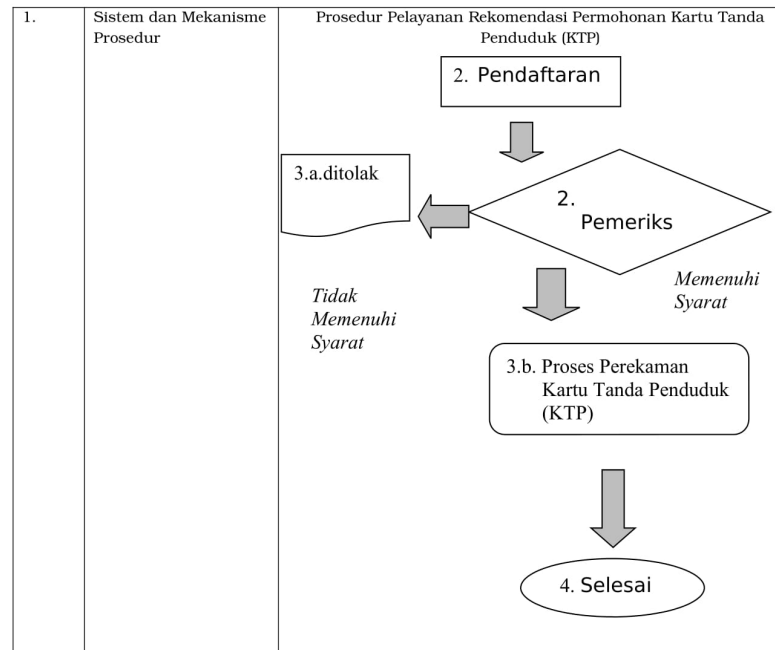 1.
Sistem dan Mekanisme
Prosedur
Prosedur Pelayanan Rekomendasi Permohonan Kartu Tanda
Penduduk (KTP)
2. Pendaftaran
3.a.ditolak
2.
Pemeriks
Memenuhi
Syarat
Tidak
Memenuhi
Syarat
3.b. Proses Perekaman
Kartu Tanda Penduduk
(KTP)
4. Selesai